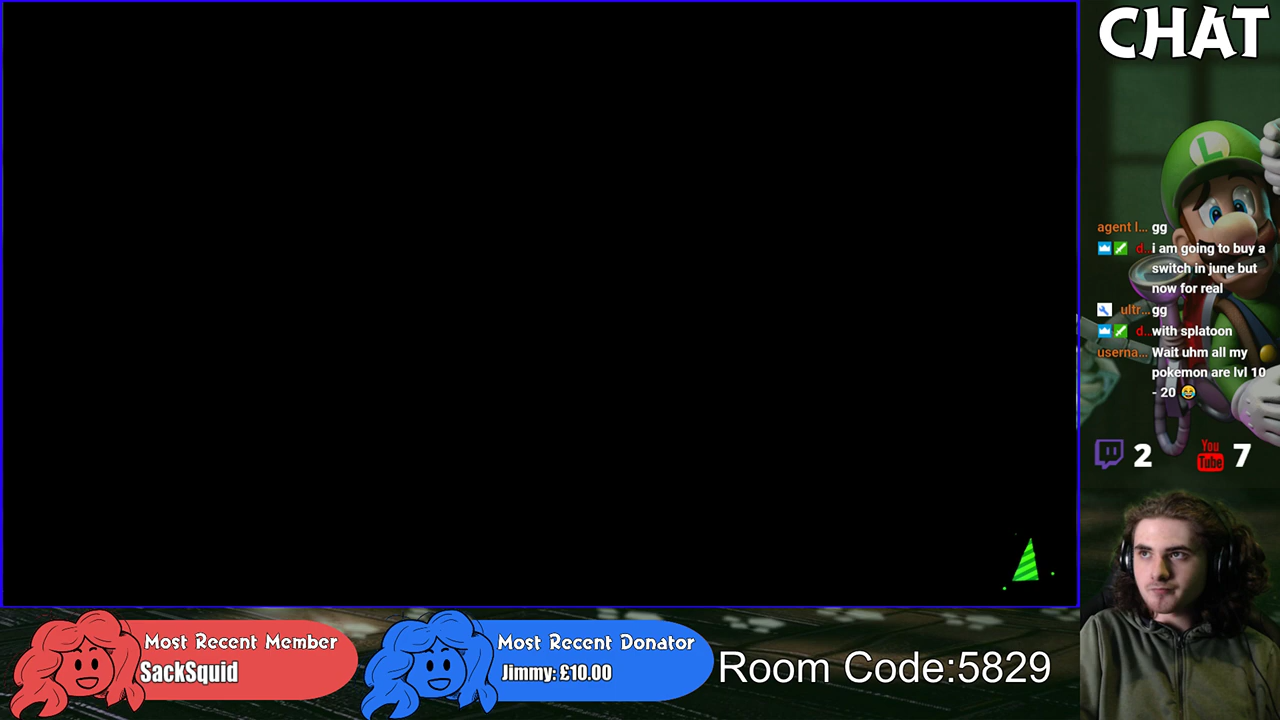 CHAT
L
agent l... gg
d.. i am going to buy a
switch in june but
now for real
ultr... gg
d.. with splatoon
userna... Wait uhm all my
pokemon are lvl 10
- 20 😂
2
You
Tube
7
Most Recent Member
SackSquid
Most Recent Donator
Jimmy: £10.00
Room Code:5829